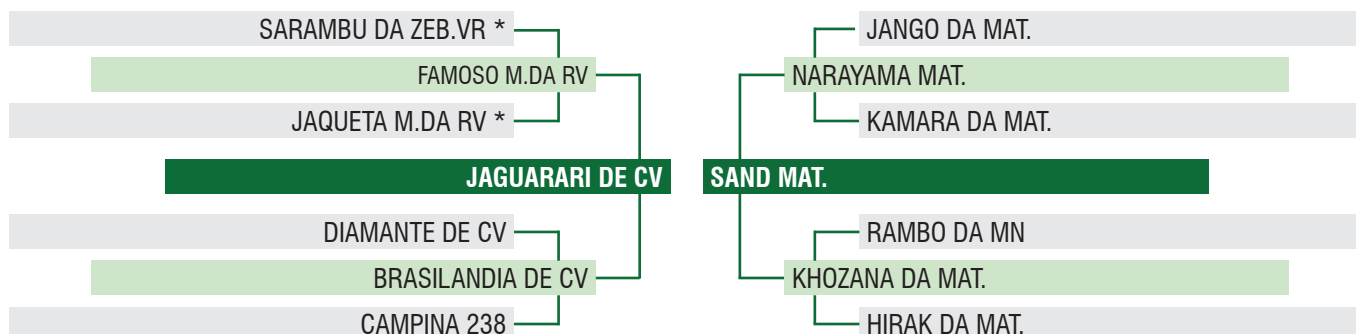 SARAMBU DA ZEB.VR *
FAMOSO M.DA RV
JAQUETA M.DA RV *
JAGUARARI DE CV
DIAMANTE DE CV
BRASILANDIA DE CV
CAMPINA 238
JANGO DA MAT.
NARAYAMA MAT.
KAMARA DA MAT.
SAND MAT.
RAMBO DA MN
KHOZANA DA MAT.
HIRAK DA MAT.